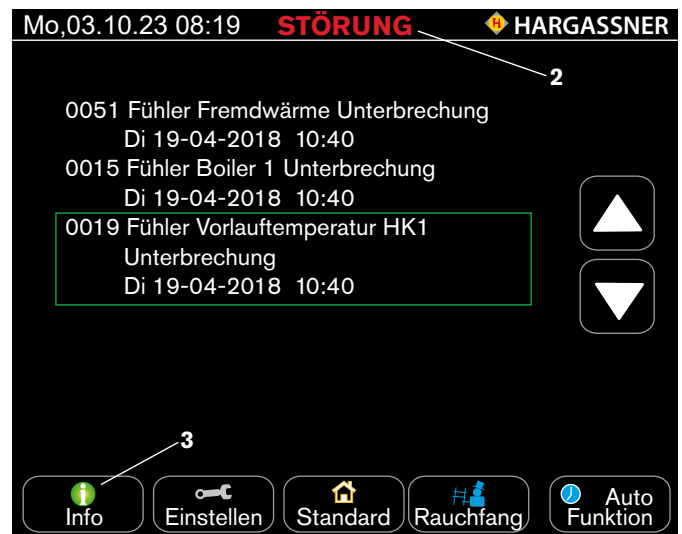 Mo,03.10.23 08:19 STÖRUNG H HARGASSNER
2
0051 Fühler Fremdwärme Unterbrechung
Di 19-04-2018 10:40
0015 Fühler Boiler 1 Unterbrechung
Di 19-04-2018 10:40
0019 Fühler Vorlauftemperatur HK1
Unterbrechung
Di 19-04-2018 10:40
3
i
Info Einstellen Standard Rauchfang Auto
Funktion